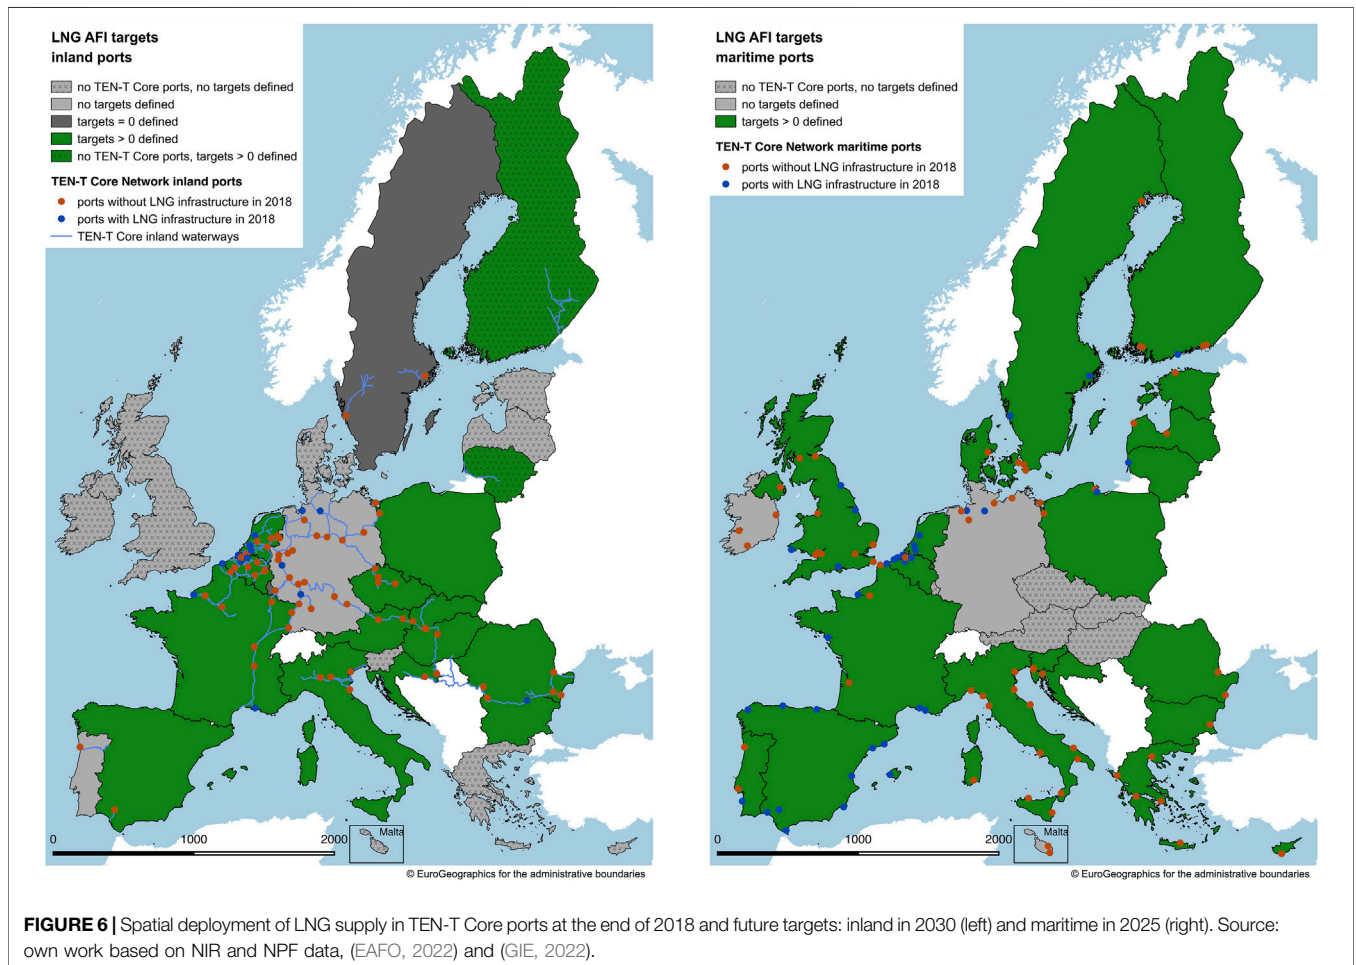 LNG AFI targets
inland ports
no TEN-T Core ports, no targets defined
no targets defined
targets = 0 defined
targets > 0 defined
no TEN-T Core ports, targets > 0 defined
TEN-T Core Network inland ports
ports without LNG infrastructure in 2018
ports with LNG infrastructure in 2018
TEN-T Core inland waterways
0
1000
2000
Malta
© EuroGeographics for the administrative boundaries
LNG AFI targets
maritime ports
no TEN-T Core ports, no targets defined
no targets defined
targets > 0 defined
TEN-T Core Network maritime ports
ports without LNG infrastructure in 2018
ports with LNG infrastructure in 2018
0
1000
2000
Malta
© EuroGeographics for the administrative boundaries
FIGURE 6 | Spatial deployment of LNG supply in TEN-T Core ports at the end of 2018 and future targets: inland in 2030 (left) and maritime in 2025 (right). Source:
own work based on NIR and NPF data, (EAFO, 2022) and (GIE, 2022).